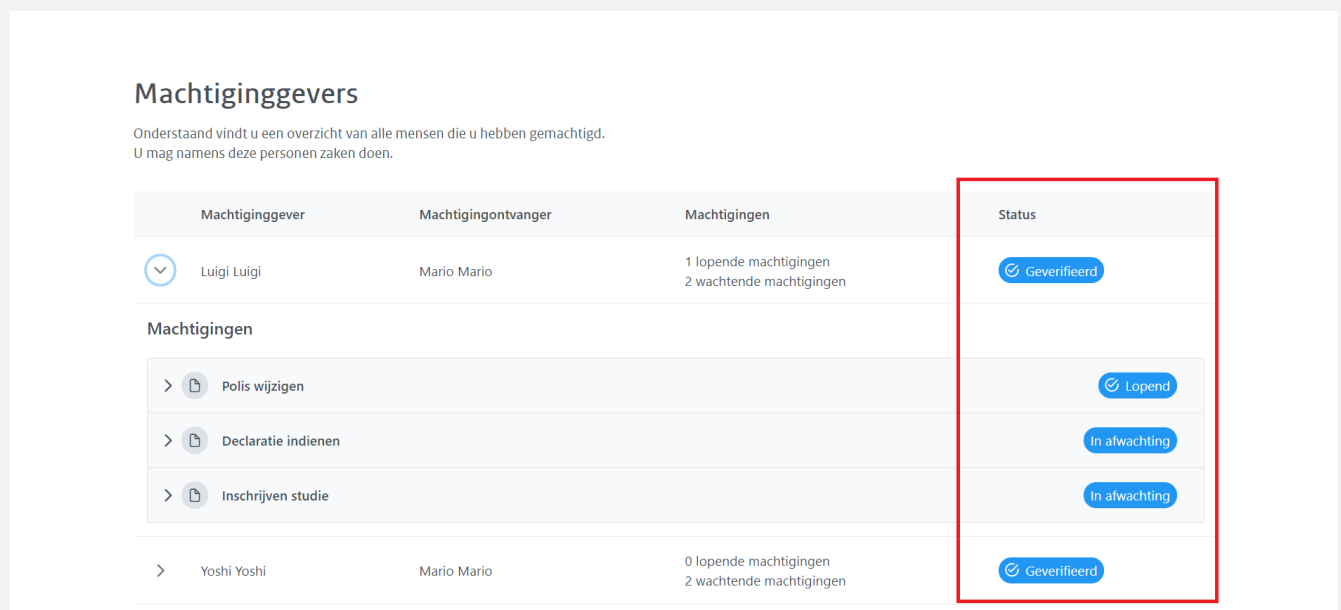 Machtiginggevers
Onderstaand vindt u een overzicht van alle mensen die u hebben gemachtigd.
U mag namens deze personen zaken doen.
Machtiginggever Machtigingontvanger Machtigingen Status
Luigi Luigi Mario Mario 1 lopende machtigingen Geverifieerd
2 wachtende machtigingen
Machtigingen
Polis wijzigen Lopend
Declaratie indienen In afwachting
Inschrijven studie In afwachting
Yoshi Yoshi Mario Mario 0 lopende machtigingen Geverifieerd
2 wachtende machtigingen